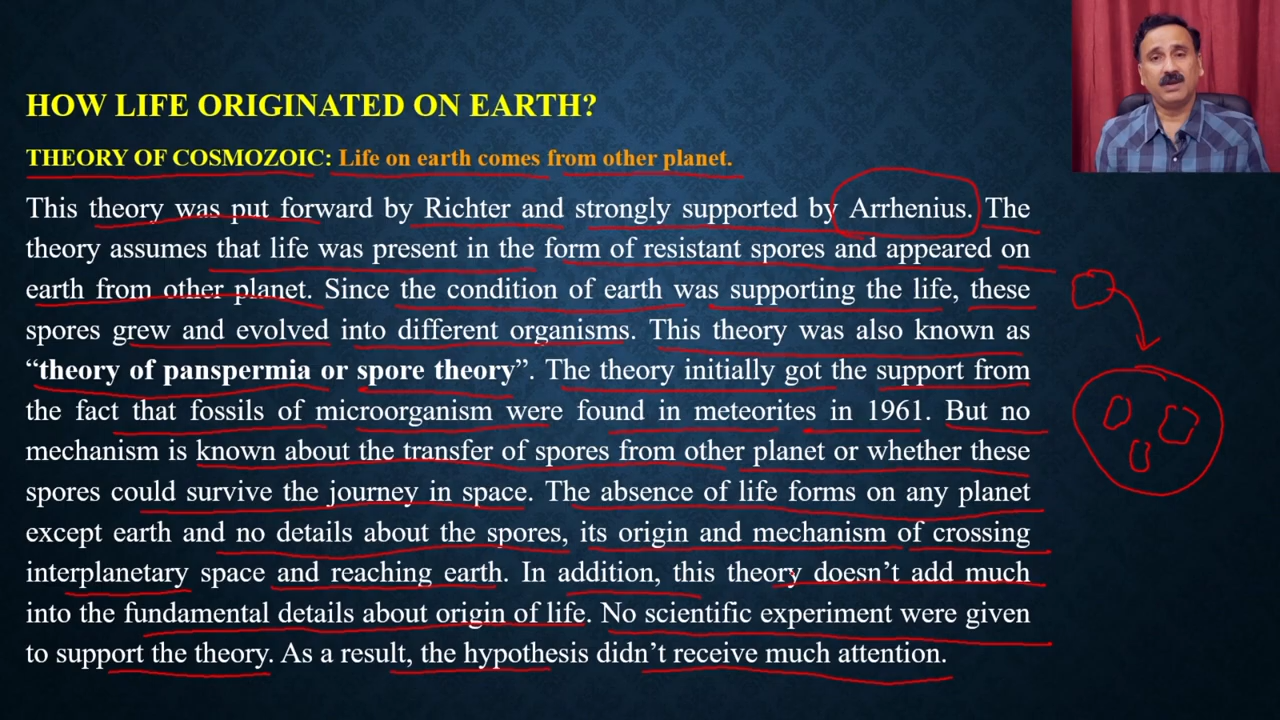 HOW LIFE ORIGINATED ON EARTH?
THEORY OF COSMOZOIC: Life on earth comes from other planet.
This theory was put forward by Richter and strongly supported by Arrhenius. The
theory assumes that life was present in the form of resistant spores and appeared on
earth from other planet. Since the condition of earth was supporting the life, these
spores grew and evolved into different organisms. This theory was also known as
“theory of panspermia or spore theory”. The theory initially got the support from
the fact that fossils of microorganism were found in meteorites in 1961. But no
mechanism is known about the transfer of spores from other planet or whether these
spores could survive the journey in space. The absence of life forms on any planet
except earth and no details about the spores, its origin and mechanism of crossing
interplanetary space and reaching earth. In addition, this theory doesn’t add much
into the fundamental details about origin of life. No scientific experiment were given
to support the theory. As a result, the hypothesis didn’t receive much attention.